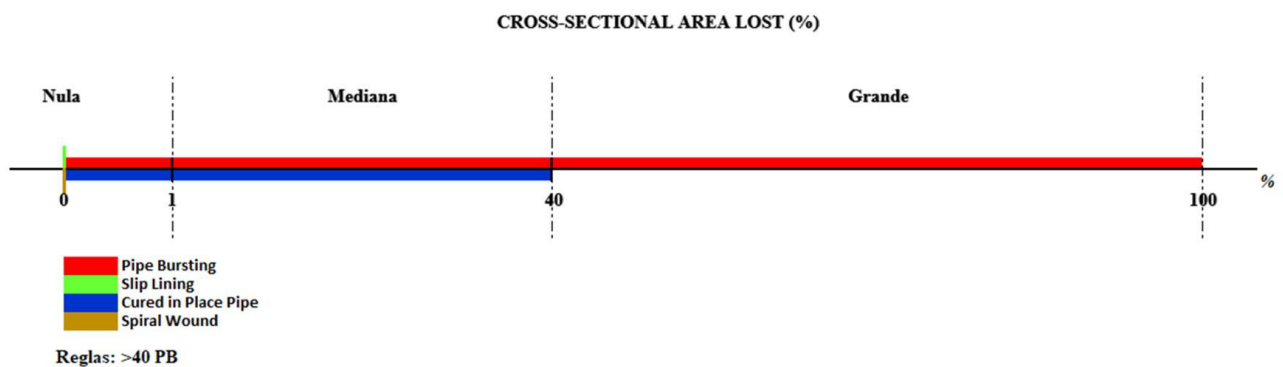 CROSS-SECTIONAL AREA LOST (%)
Nula
Mediana
Grande
%
0
1
40
100
Pipe Bursting
Slip Lining
Cured in Place Pipe
Spiral Wound
Reglas: >40 PB